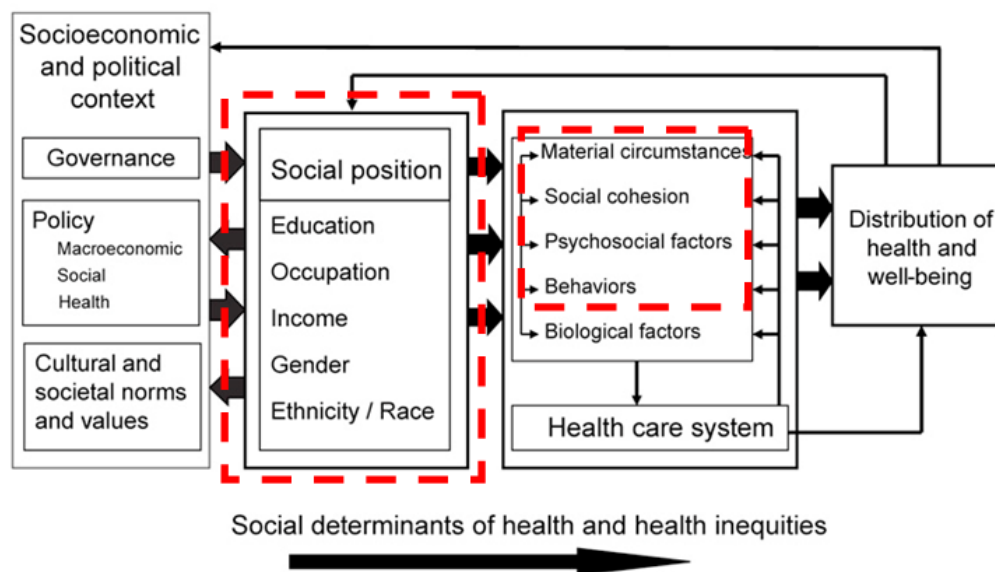 Socioeconomic
and political
context
Governance
Policy
Macroeconomic
Social
Health
Cultural and
societal norms
and values
Social position
Education
Occupation
Income
Gender
Ethnicity / Race
Material circumstances
Social cohesion
Psychosocial factors
Behaviors
Biological factors
Health care system
Distribution of
health and
well-being
Social determinants of health and health inequities